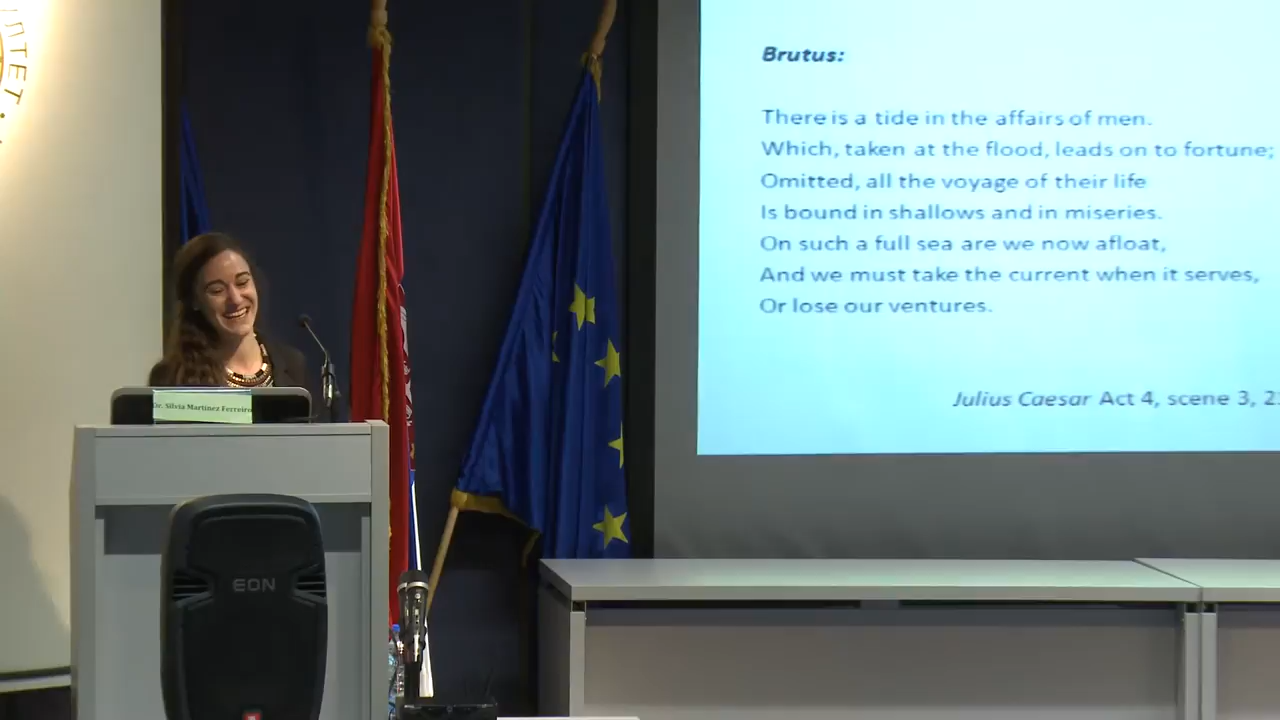 INTET
Brutus:
There is a tide in the affairs of men.
Which, taken at the flood, leads on to fortune;
Omitted, all the voyage of their life
Is bound in shallows and in miseries.
On such a full sea are we now afloat,
And we must take the current when it serves,
Or lose our ventures.
Julius Caesar Act 4, scene 3, 2
Dr. Silvia Martínez Ferreiro
EON